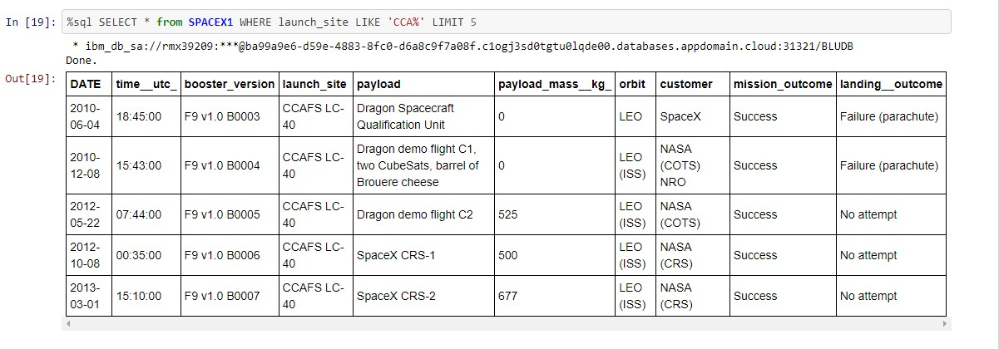 In [19]: %sql SELECT * from SPACEX1 WHERE launch_site LIKE 'CCA%' LIMIT 5
* ibm_db_sa://rmx39209:***@ba99a9e6-d59e-4883-8fc0-d6a8c9f7a08f.c1ogj3sd0tgtu0lqde00.databases.appdomain.cloud:31321/BLUDB
Done.
Out[19]:
DATE time__utc_ booster_version launch_site payload payload_mass__kg_ orbit customer mission_outcome landing__outcome
2010-06-04 18:45:00 F9 v1.0 B0003 CCAFS LC-40 Dragon Spacecraft Qualification Unit 0 LEO SpaceX Success Failure (parachute)
2010-12-08 15:43:00 F9 v1.0 B0004 CCAFS LC-40 Dragon demo flight C1, two CubeSats, barrel of Brouere cheese 0 LEO (ISS) NASA (COTS) NRO Success Failure (parachute)
2012-05-22 07:44:00 F9 v1.0 B0005 CCAFS LC-40 Dragon demo flight C2 525 LEO (ISS) NASA (COTS) Success No attempt
2012-10-08 00:35:00 F9 v1.0 B0006 CCAFS LC-40 SpaceX CRS-1 500 LEO (ISS) NASA (CRS) Success No attempt
2013-03-01 15:10:00 F9 v1.0 B0007 CCAFS LC-40 SpaceX CRS-2 677 LEO (ISS) NASA (CRS) Success No attempt